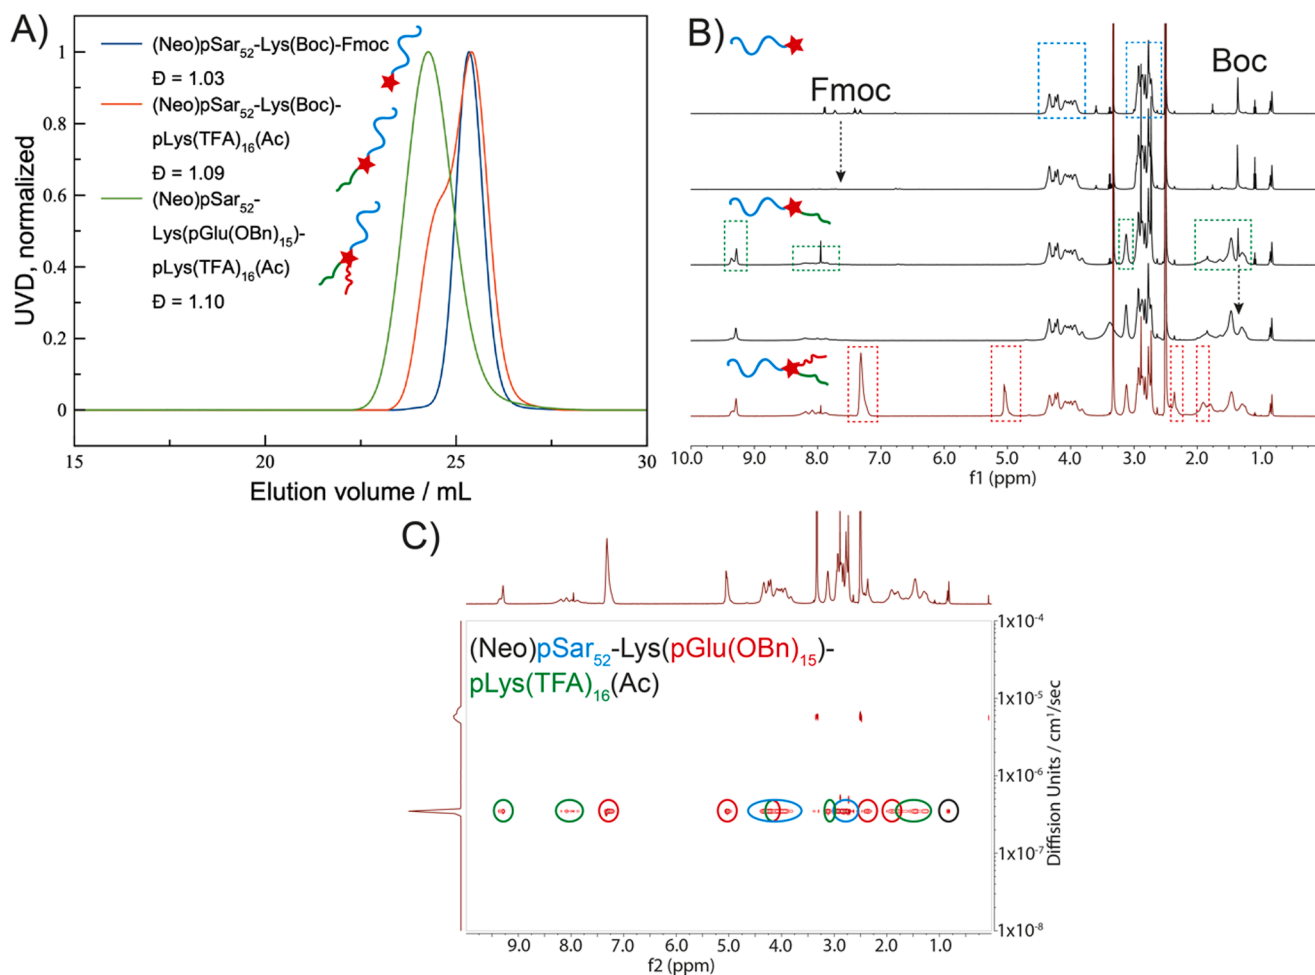 A)
(Neo)pSar52-Lys(Boc)-Fmoc
Đ = 1.03
(Neo)pSar52-Lys(Boc)-
pLys(TFA)16(Ac)
Đ = 1.09
(Neo)pSar52-
Lys(pGlu(OBn)15)-
pLys(TFA)16(Ac)
Đ = 1.10
UVD, normalized
1
0.8
0.6
0.4
0.2
0
15 20 25 30
Elution volume / mL
B)
Fmoc
Boc
10.0 9.0 8.0 7.0 6.0 5.0 4.0 3.0 2.0 1.0
f1 (ppm)
C)
(Neo)pSar52-Lys(pGlu(OBn)15)-
pLys(TFA)16(Ac)
1x10-4
1x10-5
1x10-6
1x10-7
1x10-8
Diffision Units / cm1/sec
9.0 8.0 7.0 6.0 5.0 4.0 3.0 2.0 1.0
f2 (ppm)